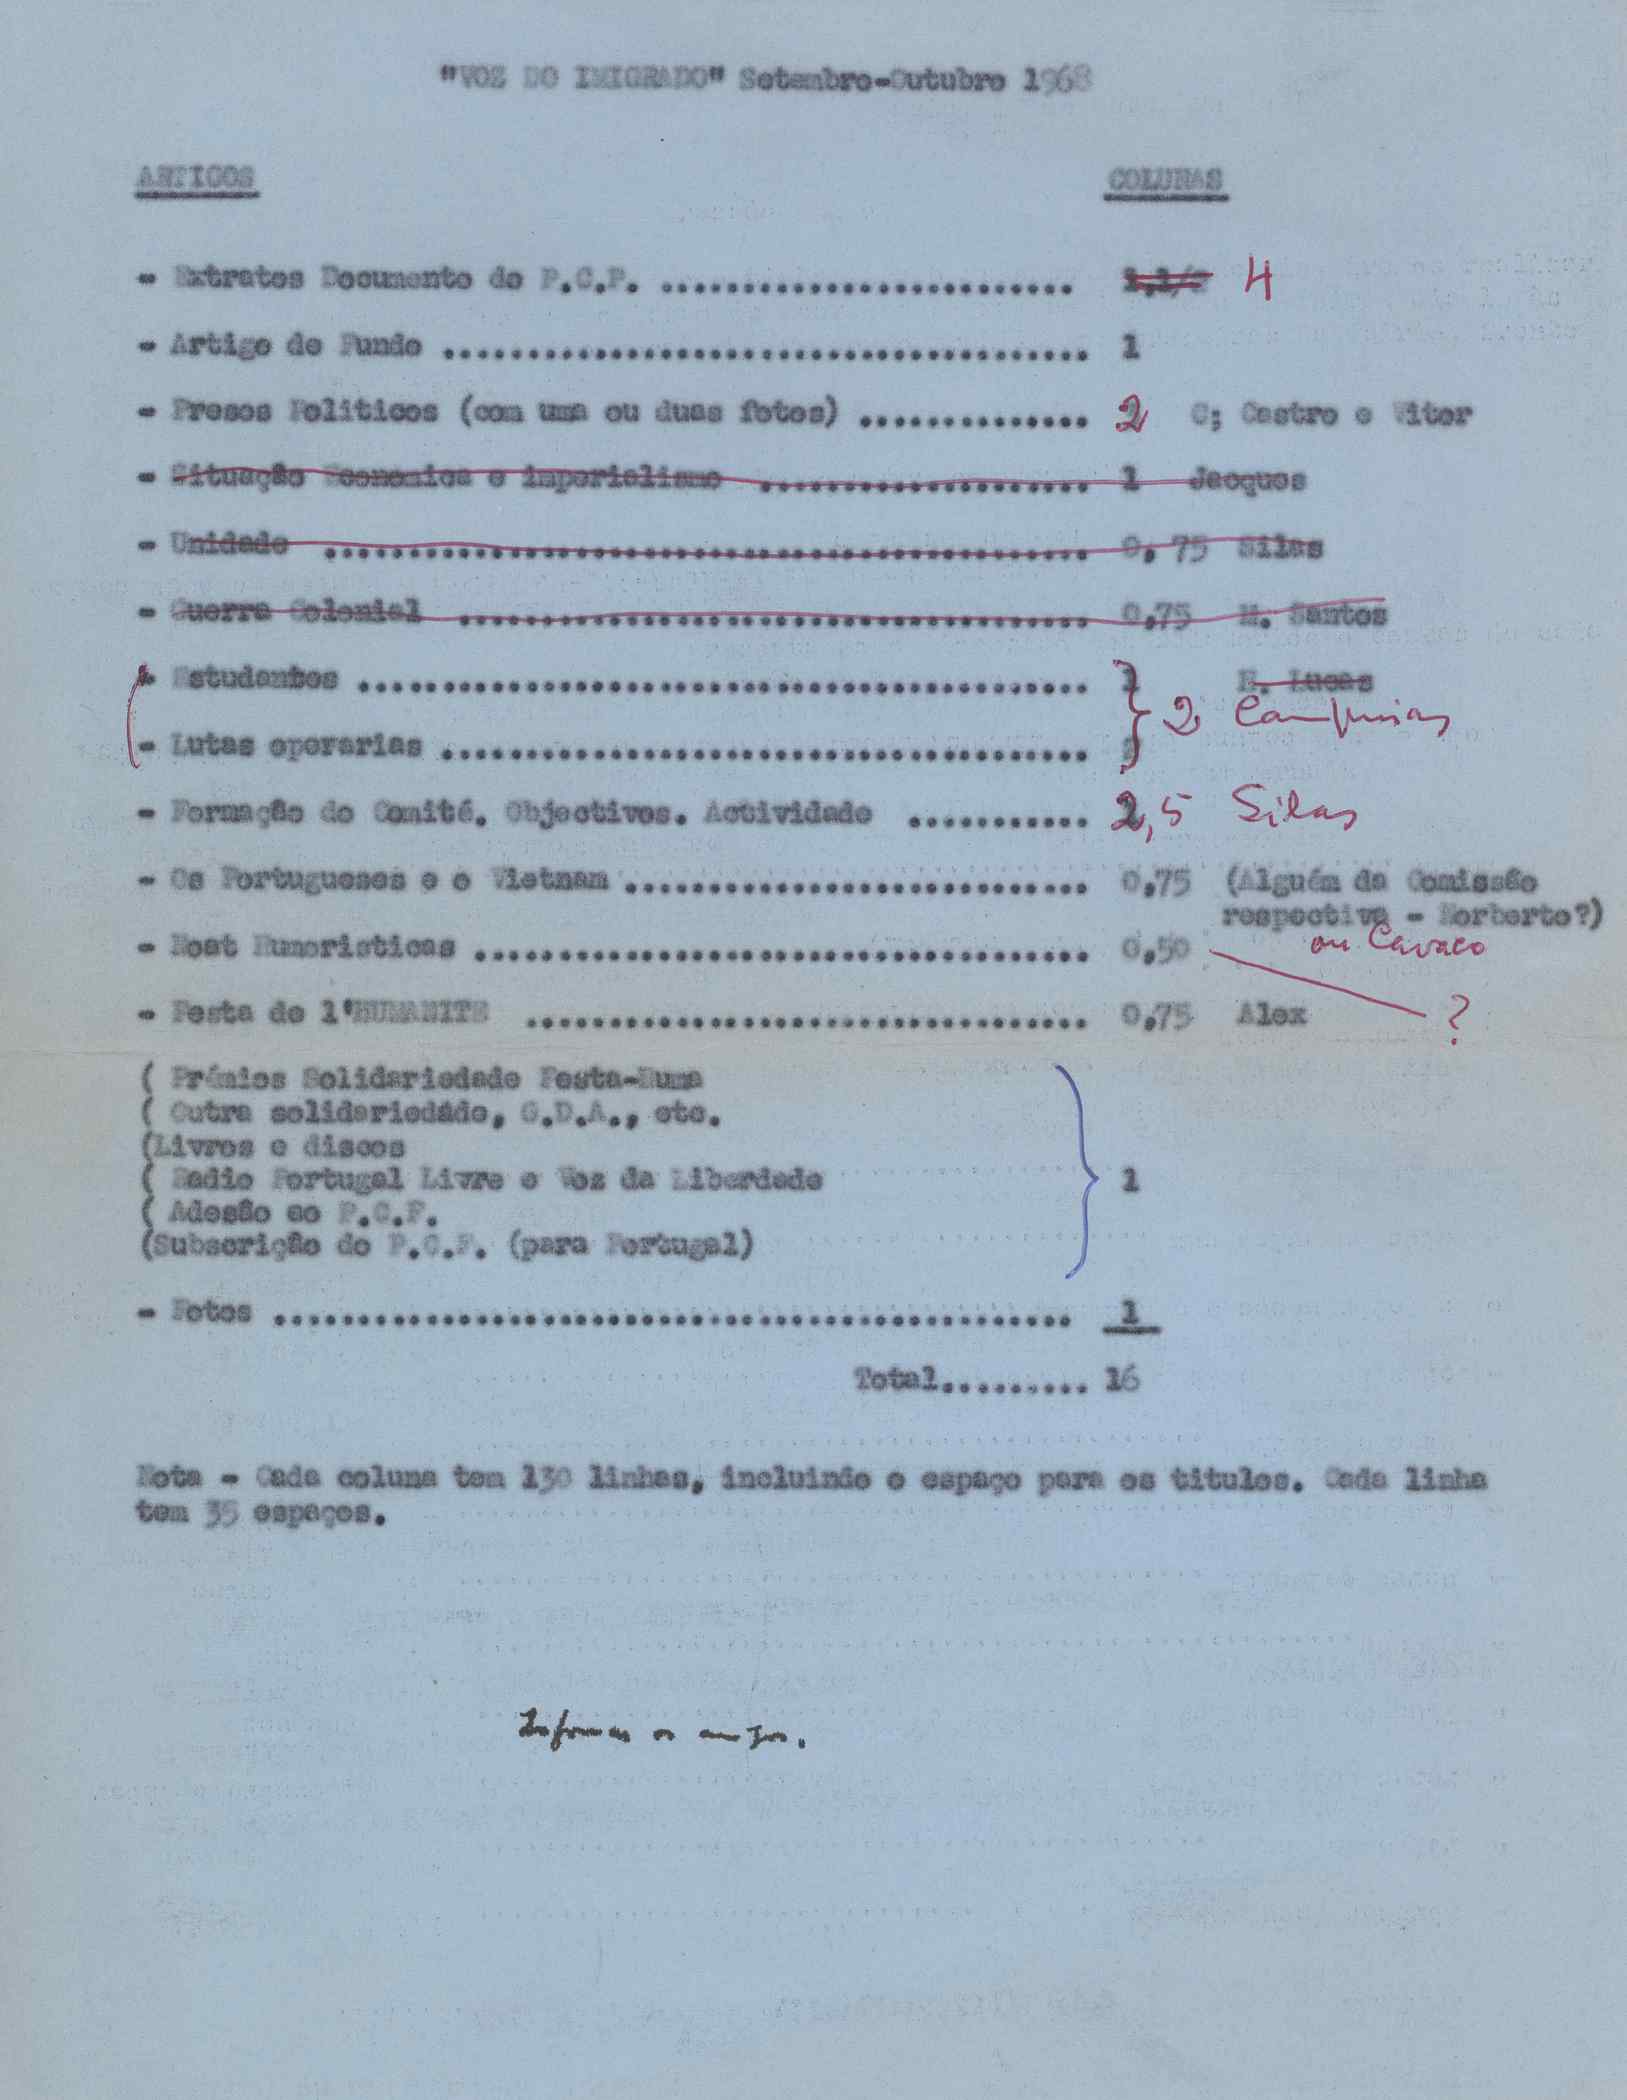 "VOZ DO IMIGRADO" Setembro-Outubro 1968
ARTIGOS COLUNAS
- Extratos Documento do P.C.P. ........................... 1,1/2 4
- Artigo de Fundo ....................................... 1
- Presos Politicos (com uma ou duas fotos) .............. 2 C; Castro e Vitor
- Situação Economica e imperialismo .................... 1 Jacques
- Unidade .............................................. 0,75 Silas
- Guerra Colonial ...................................... 0,75 M. Santos
- Estudantes ............................................ 1 H. Lucas
2 Campinas
- Lutas operarias .......................................
- Formação do Comité. Objectivos. Actividade ........... 2,5 Silas
- Os Portugueses e o Vietnam ............................ 0,75 (Alguém da Comissão
respectiva - Norberto?)
ou Cavaco
- Nost Humoristicas ..................................... 0,50
- Festa de l'HUMANITE .................................. 0,75 Alex ?
( Prémios Solidariedade Festa-Huma
( Outra solidariedáde, G.D.A., etc.
(Livros e discos
( Radio Portugal Livre e Voz da Liberdade 1
( Adesão ao P.C.F.
(Subscrição do P.C.F. (para Portugal)
- Fotos ................................................ 1
Total......... 16
Nota - Cada coluna tem 130 linhas, incluindo o espaço para os titulos. Cada linha
tem 35 espaços.